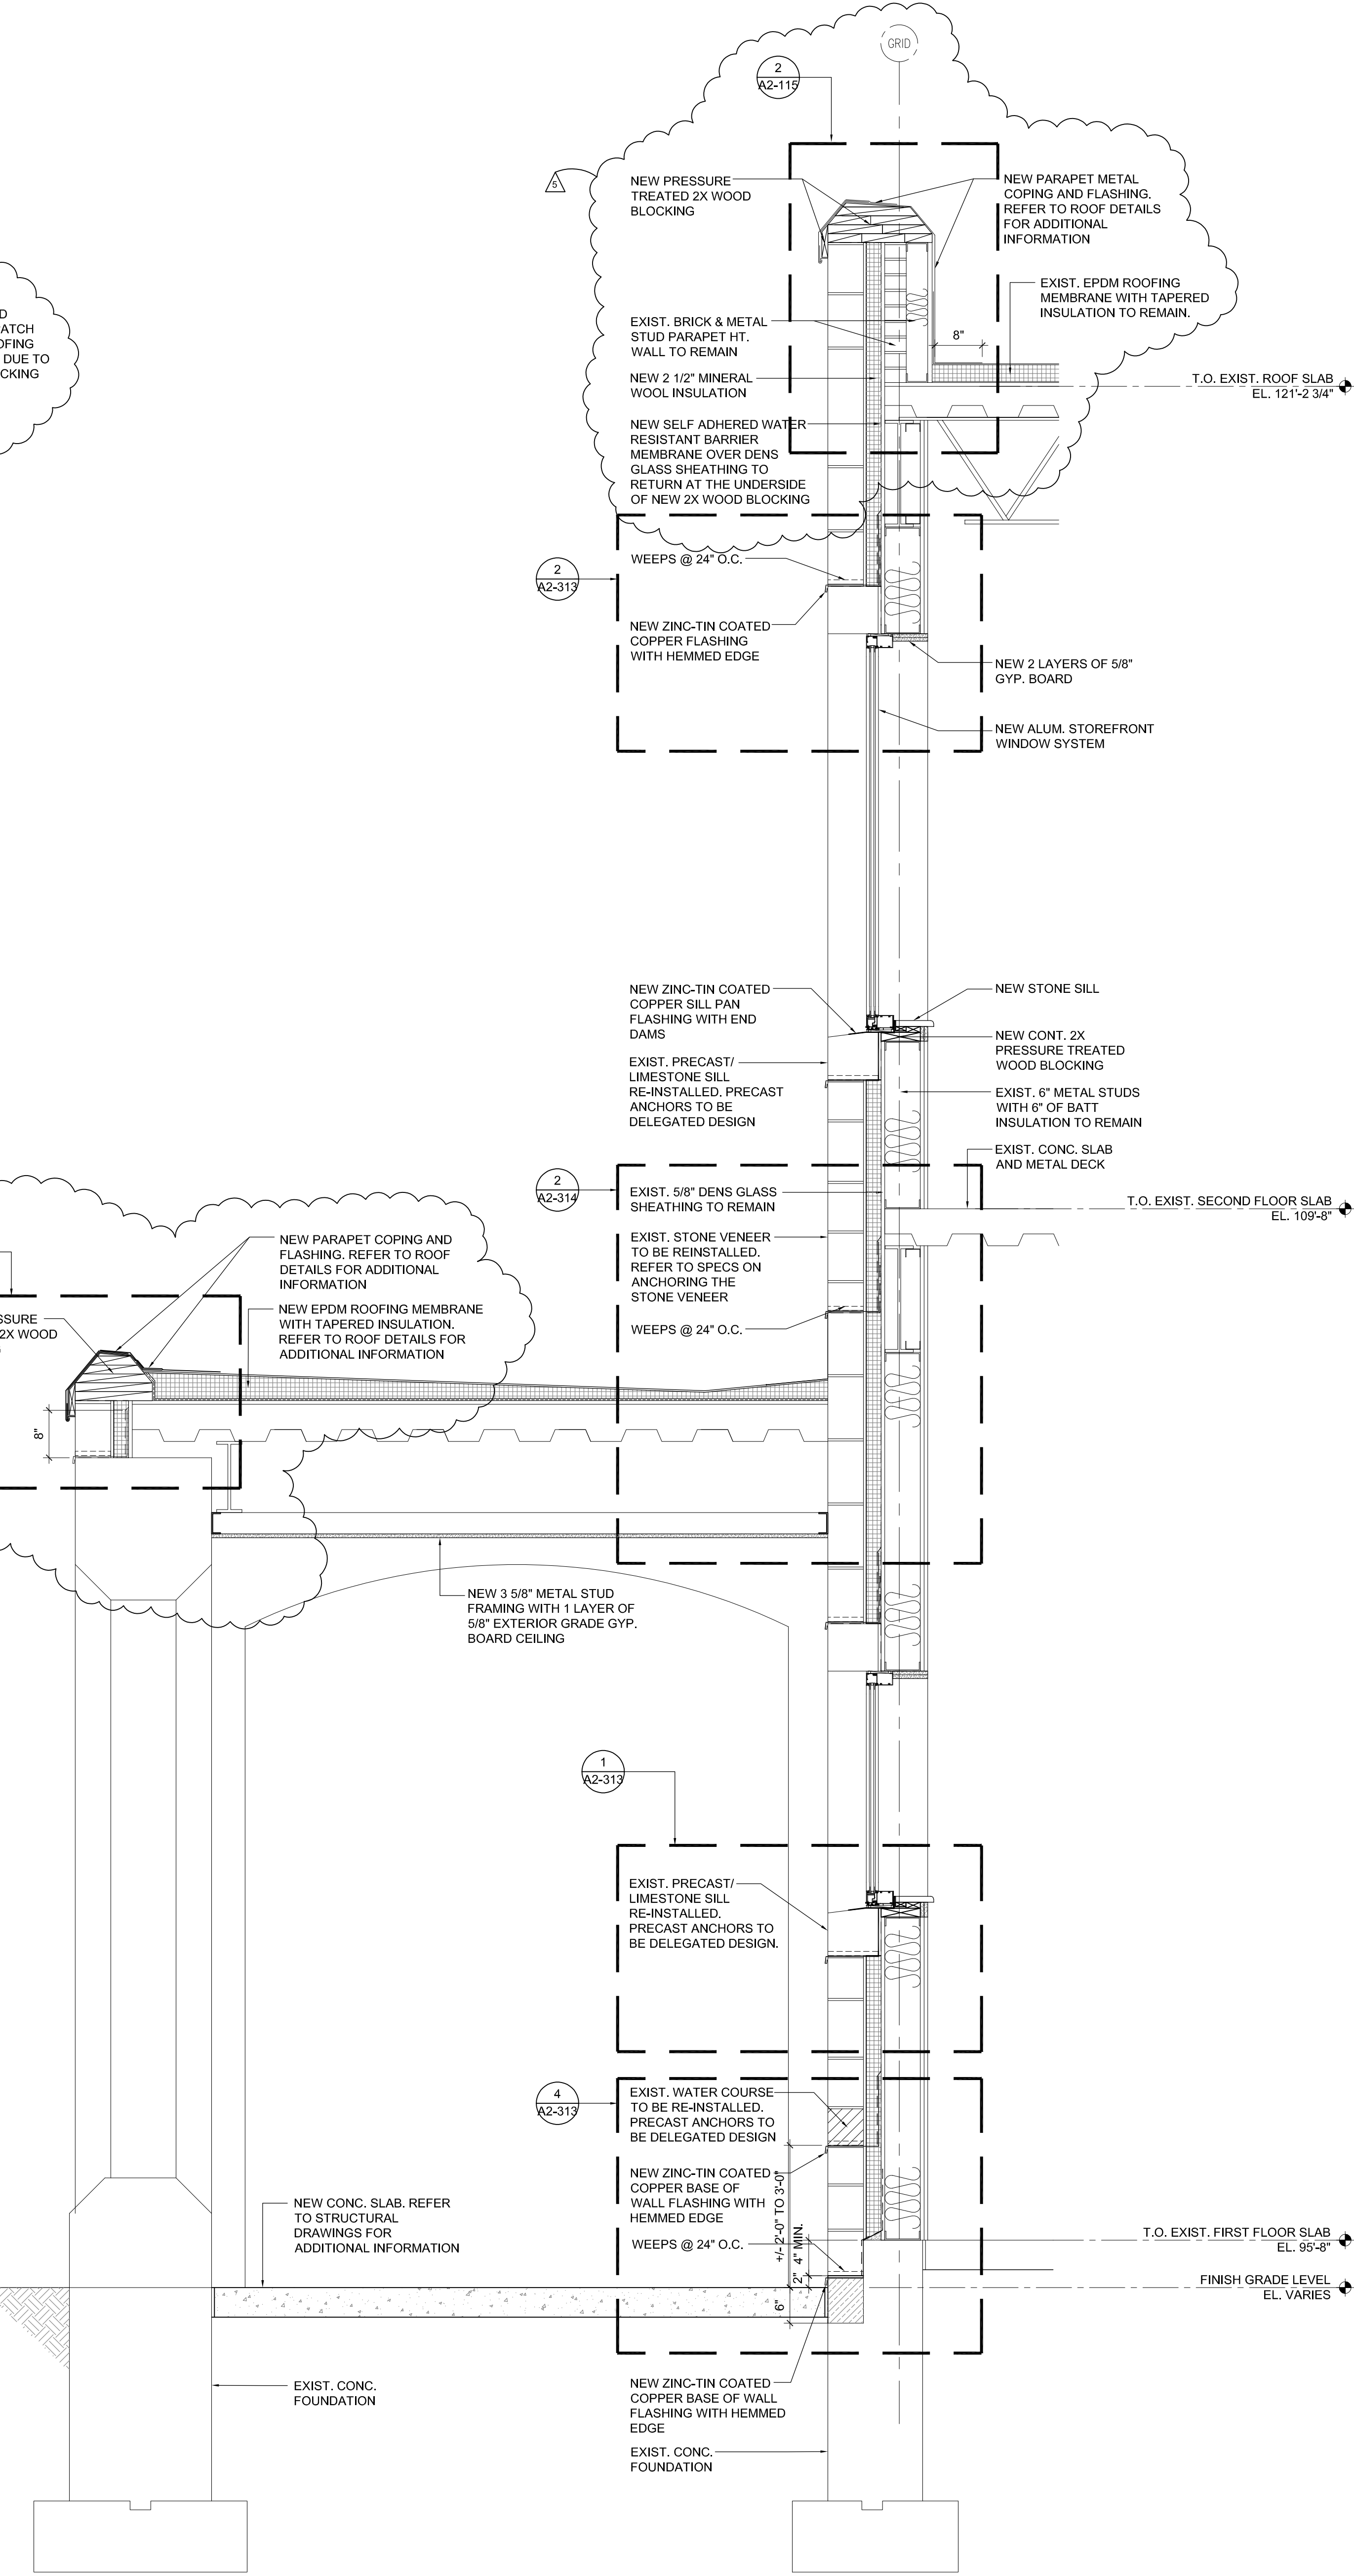 GRID
2
A2-115
5
NEW PRESSURE
TREATED 2X WOOD
BLOCKING
NEW PARAPET METAL
COPING AND FLASHING.
REFER TO ROOF DETAILS
FOR ADDITIONAL
INFORMATION
EXIST. EPDM ROOFING
MEMBRANE WITH TAPERED
INSULATION TO REMAIN.
D
ATCH
OFING
DUE TO
CKING
EXIST. BRICK & METAL
STUD PARAPET HT.
WALL TO REMAIN
8"
NEW 2 1/2" MINERAL
WOOL INSULATION
T.O. EXIST. ROOF SLAB
EL. 121'-2 3/4"
NEW SELF ADHERED WATER
RESISTANT BARRIER
MEMBRANE OVER DENS
GLASS SHEATHING TO
RETURN AT THE UNDERSIDE
OF NEW 2X WOOD BLOCKING
WEEPS @ 24" O.C.
2
A2-313
NEW ZINC-TIN COATED
COPPER FLASHING
WITH HEMMED EDGE
NEW 2 LAYERS OF 5/8"
GYP. BOARD
NEW ALUM. STOREFRONT
WINDOW SYSTEM
NEW ZINC-TIN COATED
COPPER SILL PAN
FLASHING WITH END
DAMS
NEW STONE SILL
NEW CONT. 2X
PRESSURE TREATED
WOOD BLOCKING
EXIST. PRECAST/
LIMESTONE SILL
RE-INSTALLED. PRECAST
ANCHORS TO BE
DELEGATED DESIGN
EXIST. 6" METAL STUDS
WITH 6" OF BATT
INSULATION TO REMAIN
EXIST. CONC. SLAB
AND METAL DECK
2
A2-314
EXIST. 5/8" DENS GLASS
SHEATHING TO REMAIN
T.O. EXIST. SECOND FLOOR SLAB
EL. 109'-8"
EXIST. STONE VENEER
TO BE REINSTALLED.
REFER TO SPECS ON
ANCHORING THE
STONE VENEER
WEEPS @ 24" O.C.
NEW PARAPET COPING AND
FLASHING. REFER TO ROOF
DETAILS FOR ADDITIONAL
INFORMATION
SSURE
2X WOOD
NEW EPDM ROOFING MEMBRANE
WITH TAPERED INSULATION.
REFER TO ROOF DETAILS FOR
ADDITIONAL INFORMATION
8"
NEW 3 5/8" METAL STUD
FRAMING WITH 1 LAYER OF
5/8" EXTERIOR GRADE GYP.
BOARD CEILING
1
A2-313
EXIST. PRECAST/
LIMESTONE SILL
RE-INSTALLED.
PRECAST ANCHORS TO
BE DELEGATED DESIGN.
4
A2-313
EXIST. WATER COURSE
TO BE RE-INSTALLED.
PRECAST ANCHORS TO
BE DELEGATED DESIGN
NEW ZINC-TIN COATED
COPPER BASE OF
WALL FLASHING WITH
HEMMED EDGE
WEEPS @ 24" O.C.
+/- 2'-0" TO 3'-0"
4" MIN.
2"
6"
NEW CONC. SLAB. REFER
TO STRUCTURAL
DRAWINGS FOR
ADDITIONAL INFORMATION
T.O. EXIST. FIRST FLOOR SLAB
EL. 95'-8"
FINISH GRADE LEVEL
EL. VARIES
EXIST. CONC.
FOUNDATION
NEW ZINC-TIN COATED
COPPER BASE OF WALL
FLASHING WITH HEMMED
EDGE
EXIST. CONC.
FOUNDATION